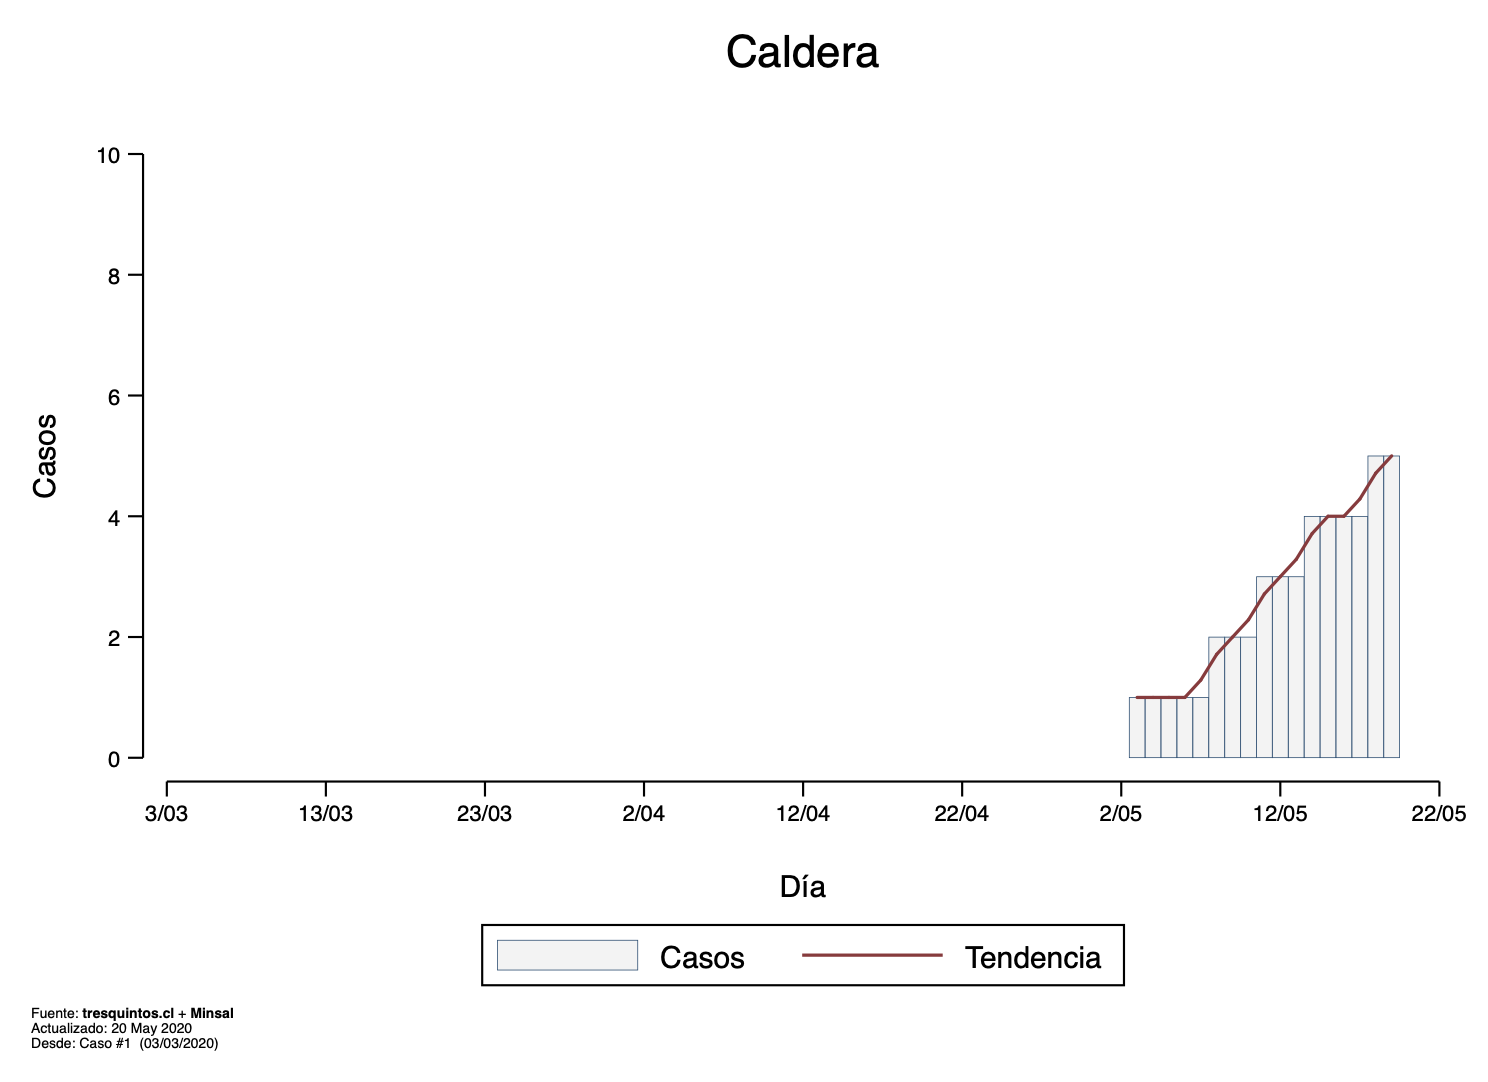 Caldera
10
8
6
4
2
0
Casos
3/03 13/03 23/03 2/04 12/04 22/04 2/05 12/05 22/05
Día
Casos Tendencia
Fuente: tresquintos.cl + Minsal
Actualizado: 20 May 2020
Desde: Caso #1 (03/03/2020)